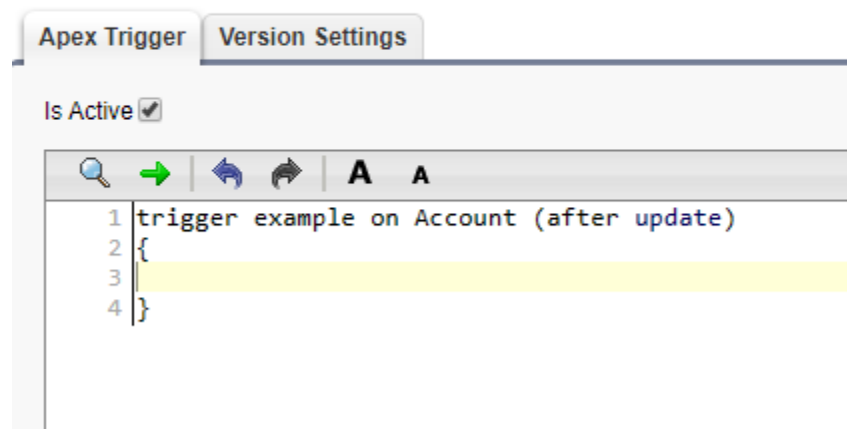 Apex Trigger Version Settings
Is Active
A A
1 trigger example on Account (after update)
2 {
3
4 }